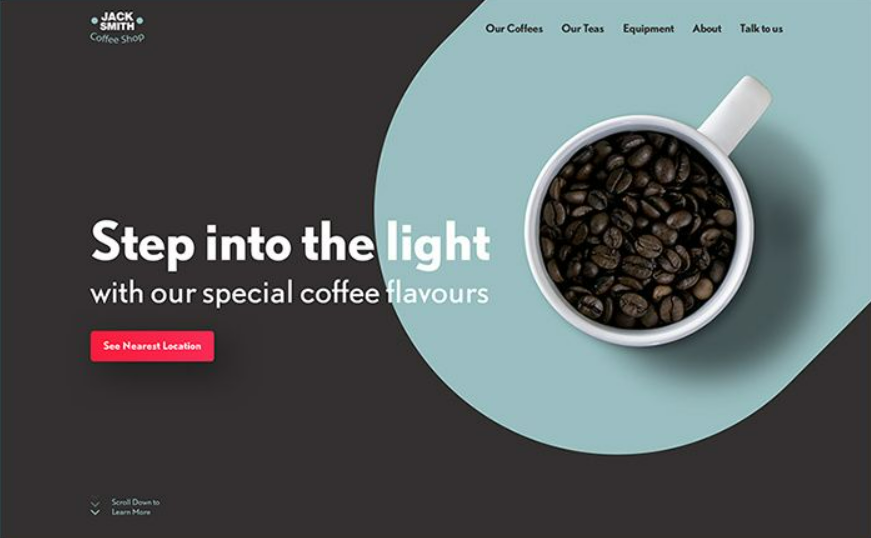 JACK
SMITH
Coffee Shop
Our Coffees Our Teas Equipment About Talk to us
Step into the light
with our special coffee flavours
See Nearest Location
Scroll Down to
Learn More